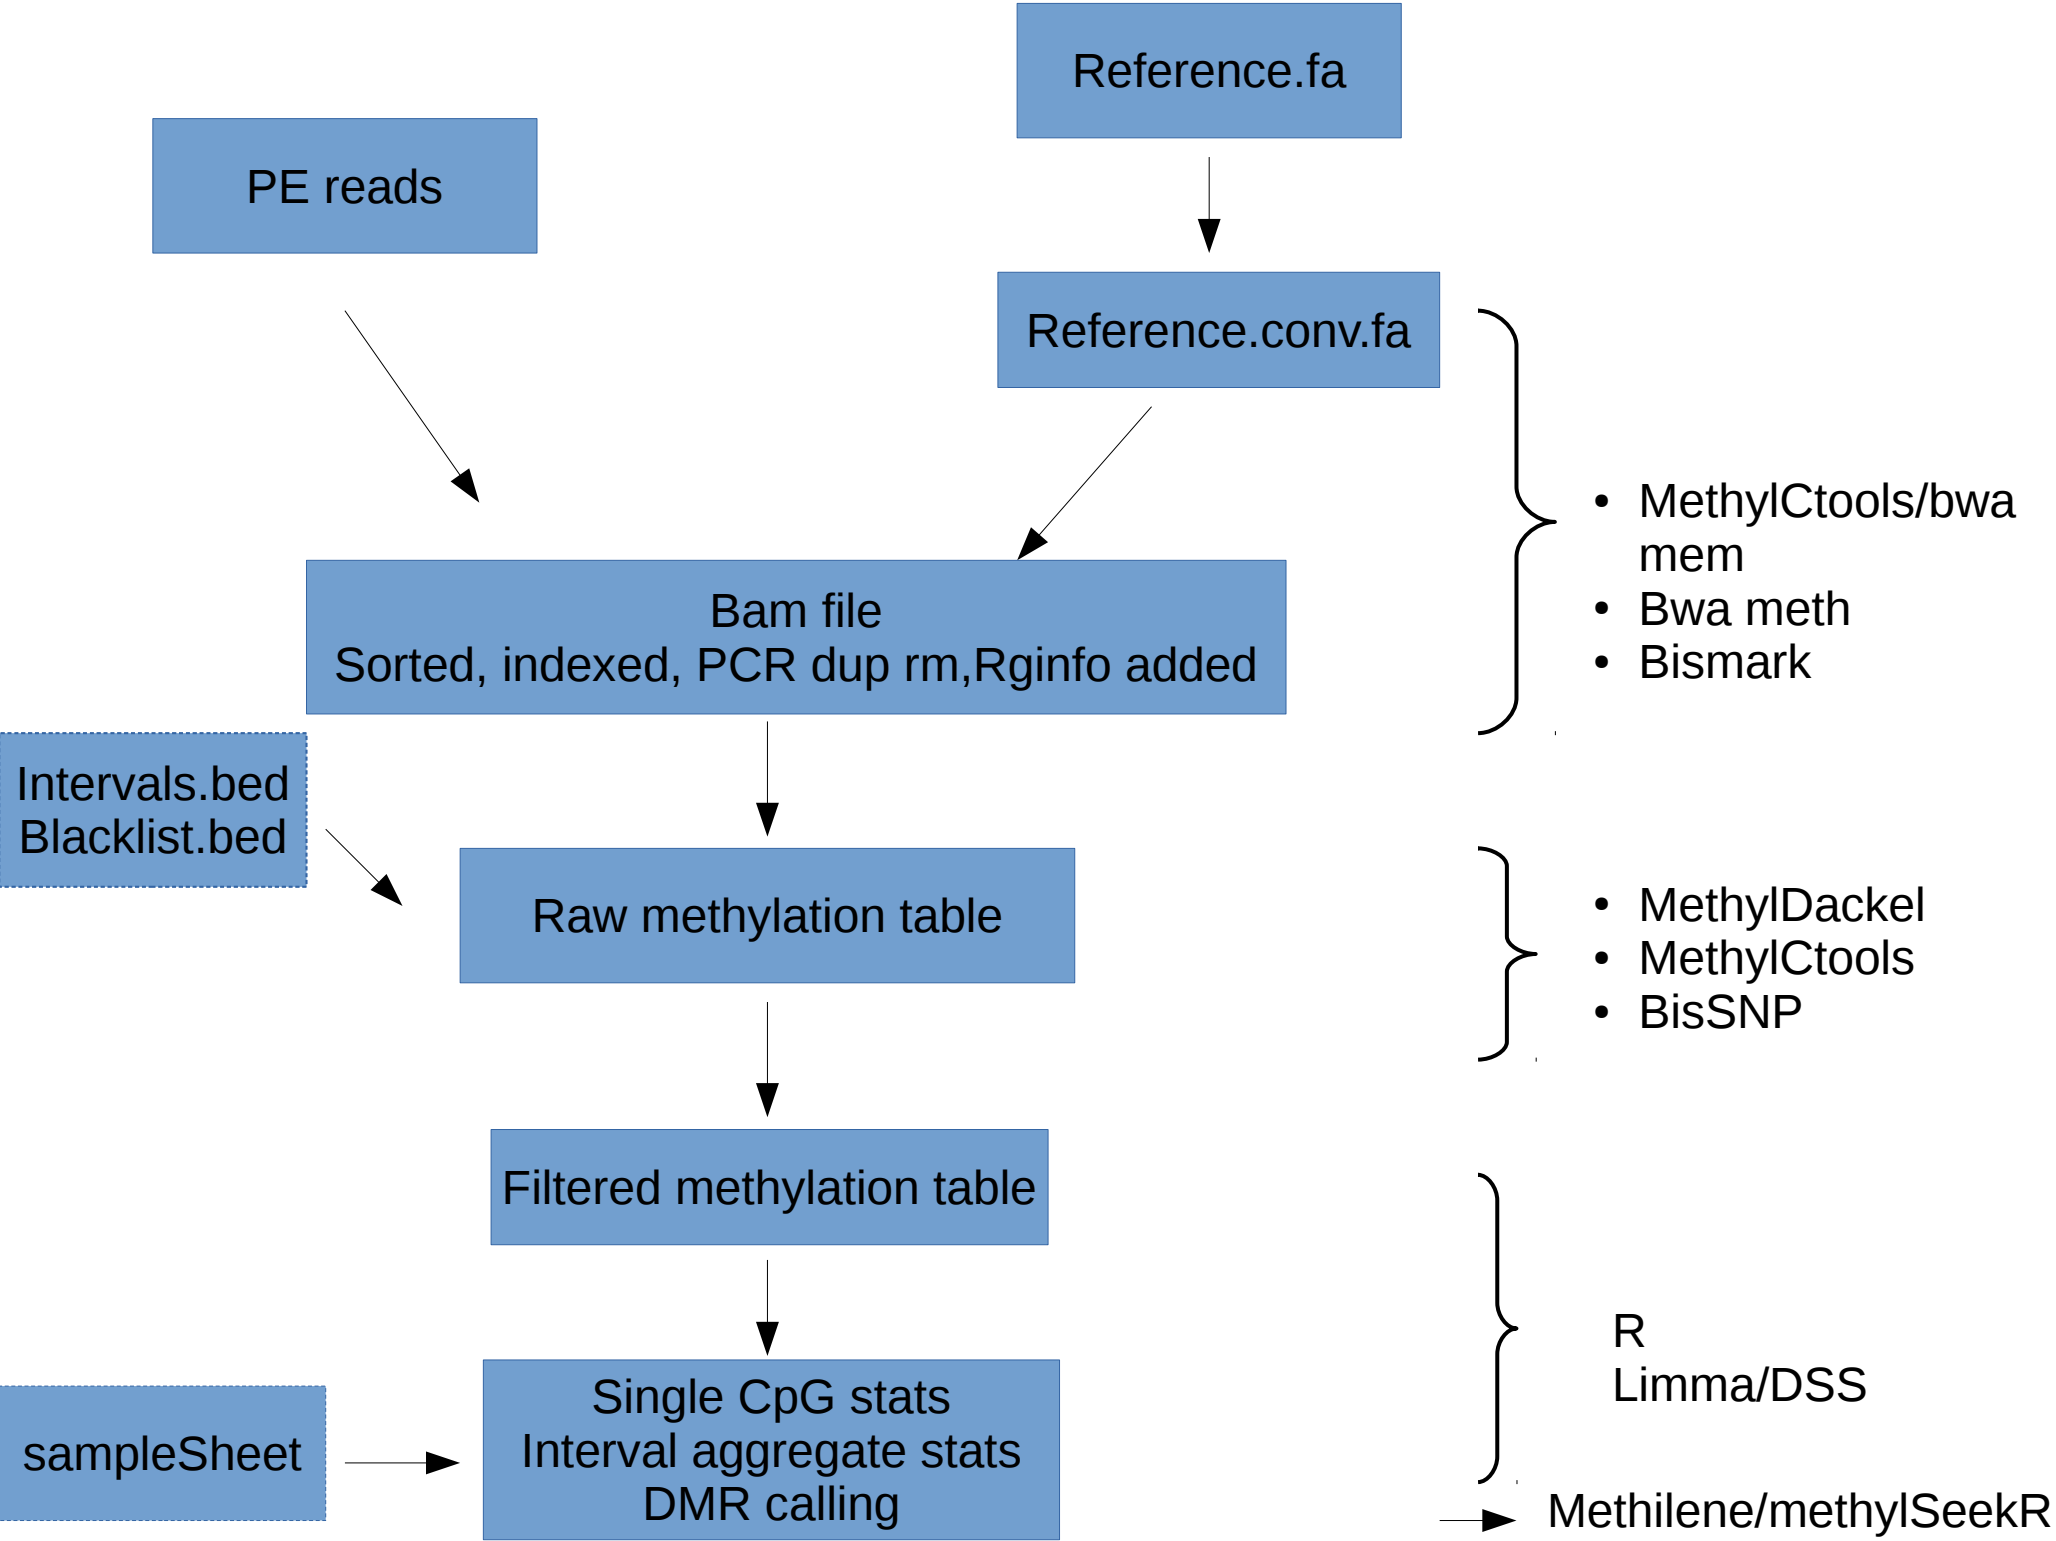 Reference.fa
PE reads
Reference.conv.fa
• MethylCtools/bwa
mem
• Bwa meth
• Bismark
Bam file
Sorted, indexed, PCR dup rm,Rginfo added
Intervals.bed
Blacklist.bed
Raw methylation table
• MethylDackel
• MethylCtools
• BisSNP
Filtered methylation table
R
Limma/DSS
Single CpG stats
Interval aggregate stats
DMR calling
sampleSheet
Methilene/methylSeekR